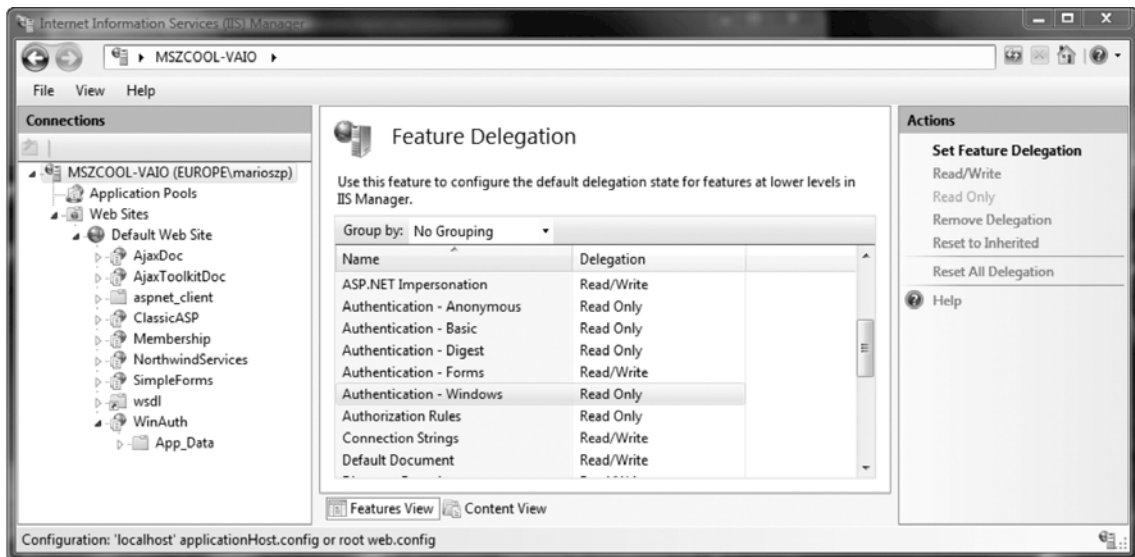 Internet Information Services (IIS) Manager
MSZCOOL-VAIO
File View Help
Connections
MSZCOOL-VAIO (EUROPE\marioszp)
Application Pools
Web Sites
Default Web Site
AjaxDoc
AjaxToolkitDoc
aspnet_client
ClassicASP
Membership
NorthwindServices
SimpleForms
wsdl
WinAuth
App_Data
Feature Delegation
Use this feature to configure the default delegation state for features at lower levels in
IIS Manager.
Group by: No Grouping
Name Delegation
ASP.NET Impersonation Read/Write
Authentication - Anonymous Read Only
Authentication - Basic Read Only
Authentication - Digest Read Only
Authentication - Forms Read/Write
Authentication - Windows Read Only
Authorization Rules Read Only
Connection Strings Read/Write
Default Document Read/Write
Features View Content View
Actions
Set Feature Delegation
Read/Write
Read Only
Remove Delegation
Reset to Inherited
Reset All Delegation
Help
Configuration: 'localhost' applicationHost.config or root web.config